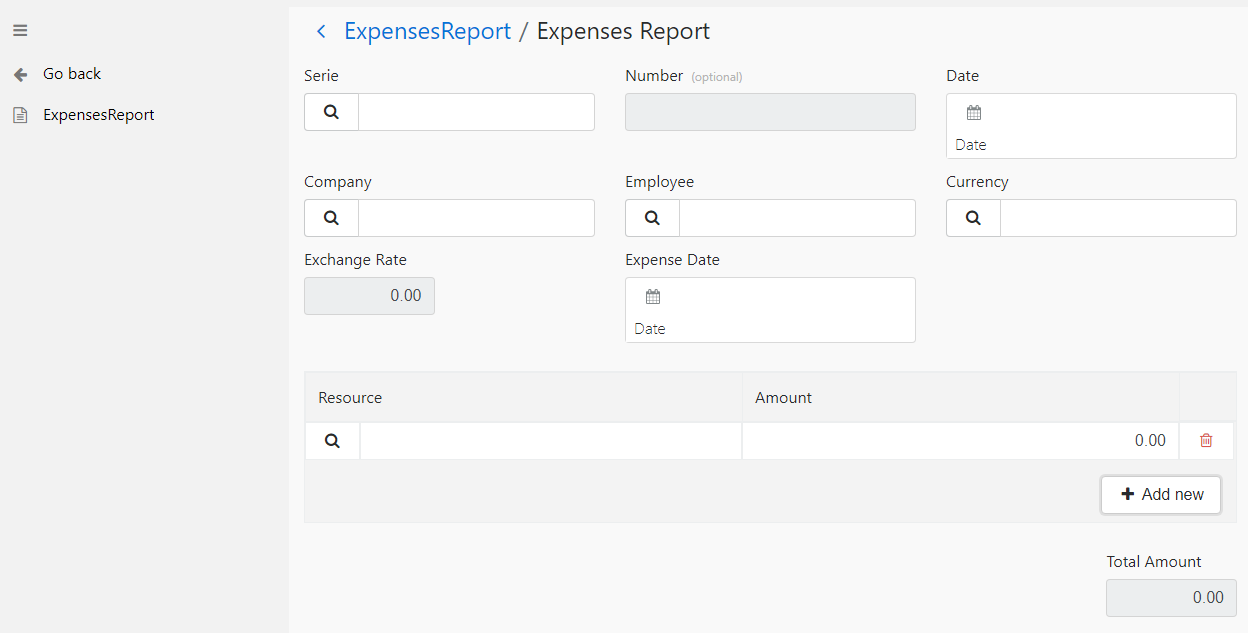 ExpensesReport / Expenses Report
Go back
ExpensesReport
Serie
Number (optional)
Date
Date
Company
Employee
Currency
Exchange Rate
0.00
Expense Date
Date
Resource
Amount
0.00
Add new
Total Amount
0.00